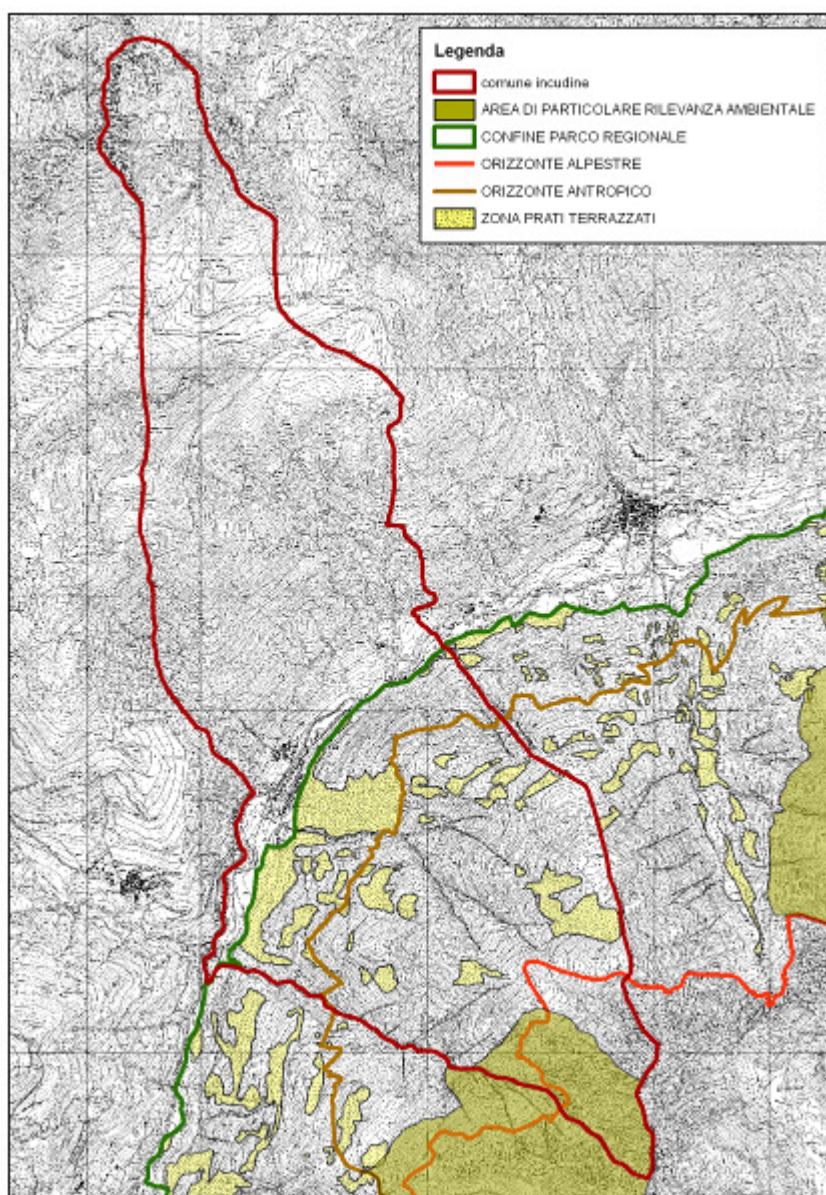 Legenda
comune incudine
AREA DI PARTICOLARE RILEVANZA AMBIENTALE
CONFINE PARCO REGIONALE
ORIZZONTE ALPESTRE
ORIZZONTE ANTROPICO
ZONA PRATI TERRAZZATI